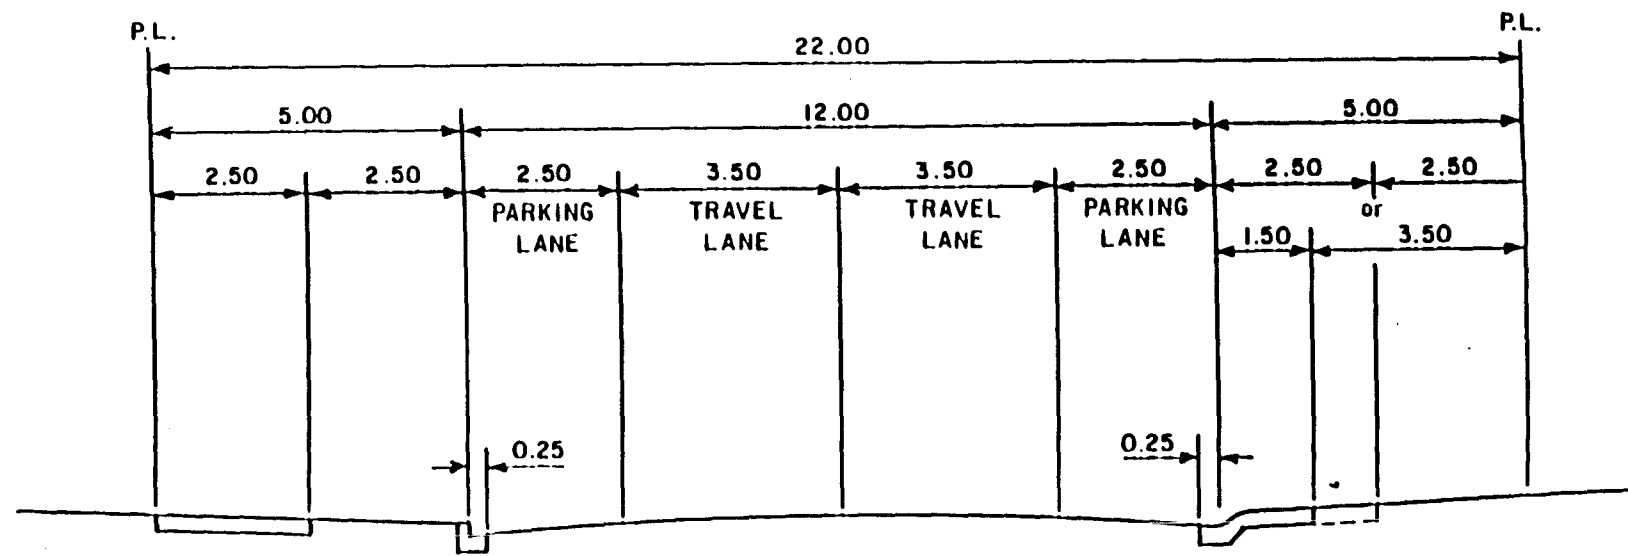 P.L. P.L.
22.00
5.00 12.00 5.00
2.50 2.50 2.50 3.50 3.50 2.50 2.50 2.50
PARKING TRAVEL TRAVEL PARKING or
LANE LANE LANE LANE 1.50 3.50
0.25 0.25